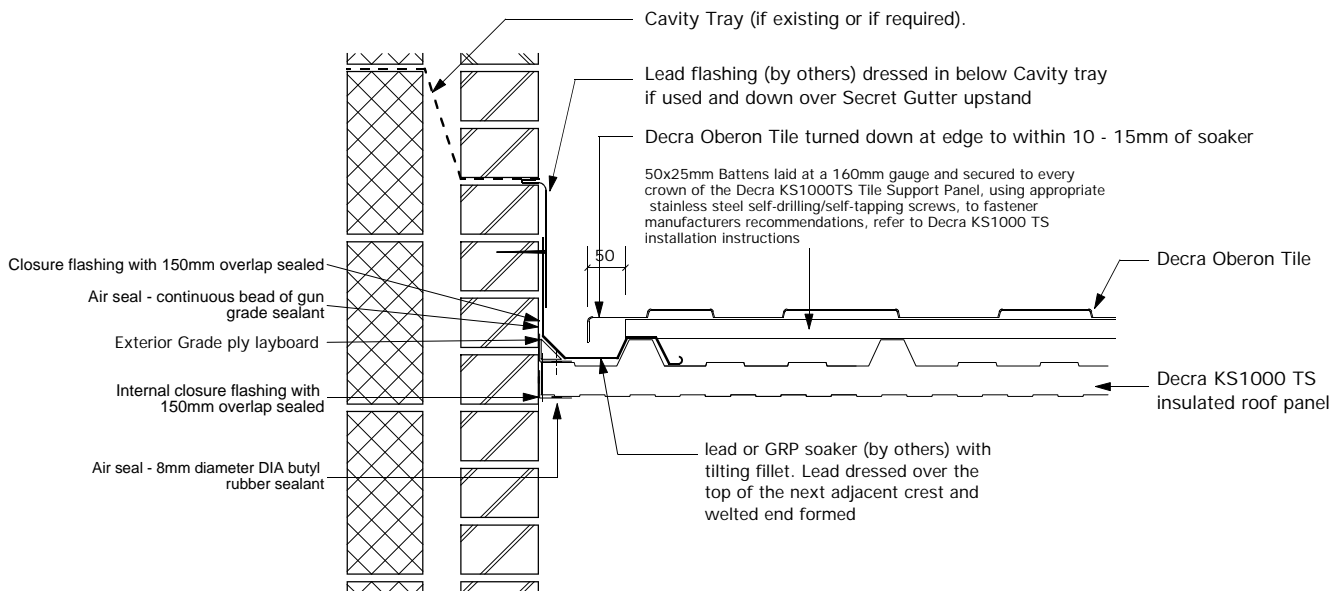 Cavity Tray (if existing or if required).
Lead flashing (by others) dressed in below Cavity tray
if used and down over Secret Gutter upstand
Decra Oberon Tile turned down at edge to within 10 - 15mm of soaker
50x25mm Battens laid at a 160mm gauge and secured to every
crown of the Decra KS1000TS Tile Support Panel, using appropriate
stainless steel self-drilling/self-tapping screws, to fastener
manufacturers recommendations, refer to Decra KS1000 TS
installation instructions
50
Decra Oberon Tile
Closure flashing with 150mm overlap sealed
Air seal - continuous bead of gun
grade sealant
Exterior Grade ply layboard
Internal closure flashing with
150mm overlap sealed
Air seal - 8mm diameter DIA butyl
rubber sealant
Decra KS1000 TS
insulated roof panel
lead or GRP soaker (by others) with
tilting fillet. Lead dressed over the
top of the next adjacent crest and
welted end formed